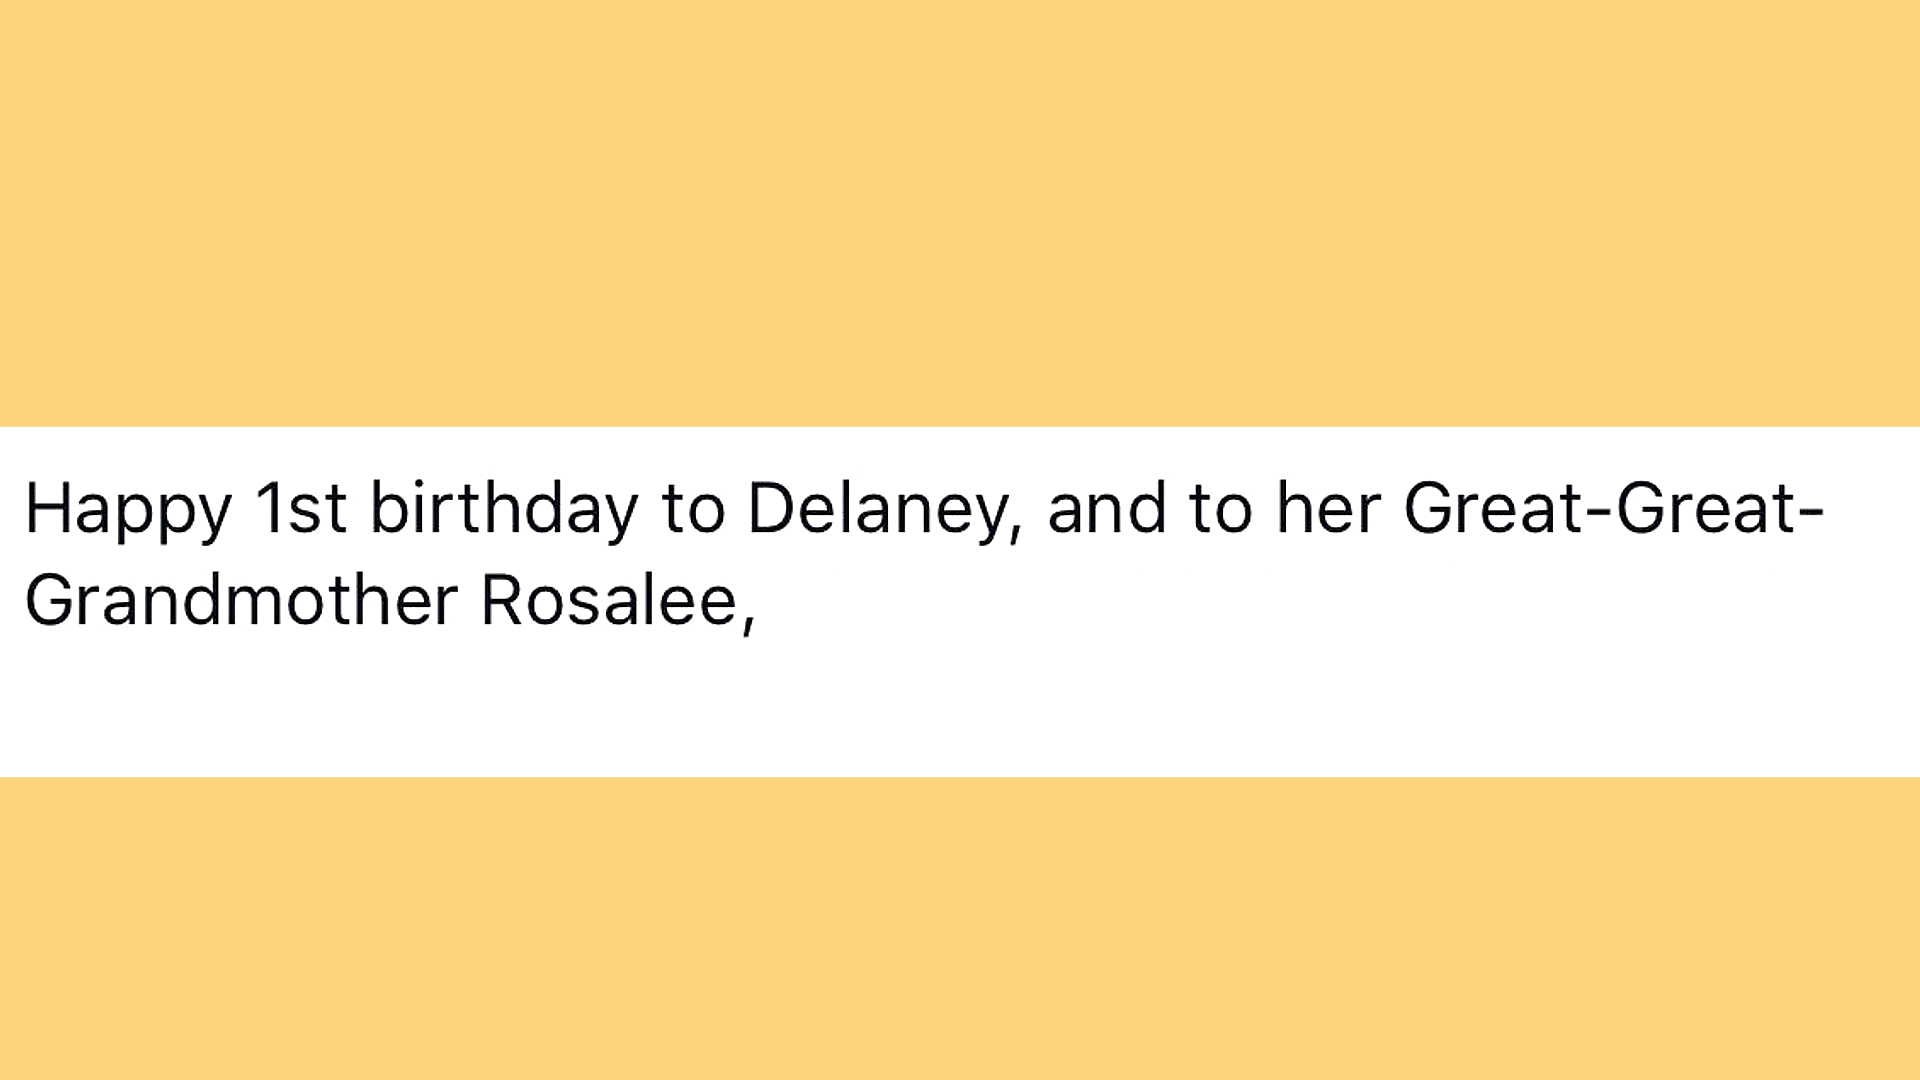 Happy 1st birthday to Delaney, and to her Great-Great-
Grandmother Rosalee,